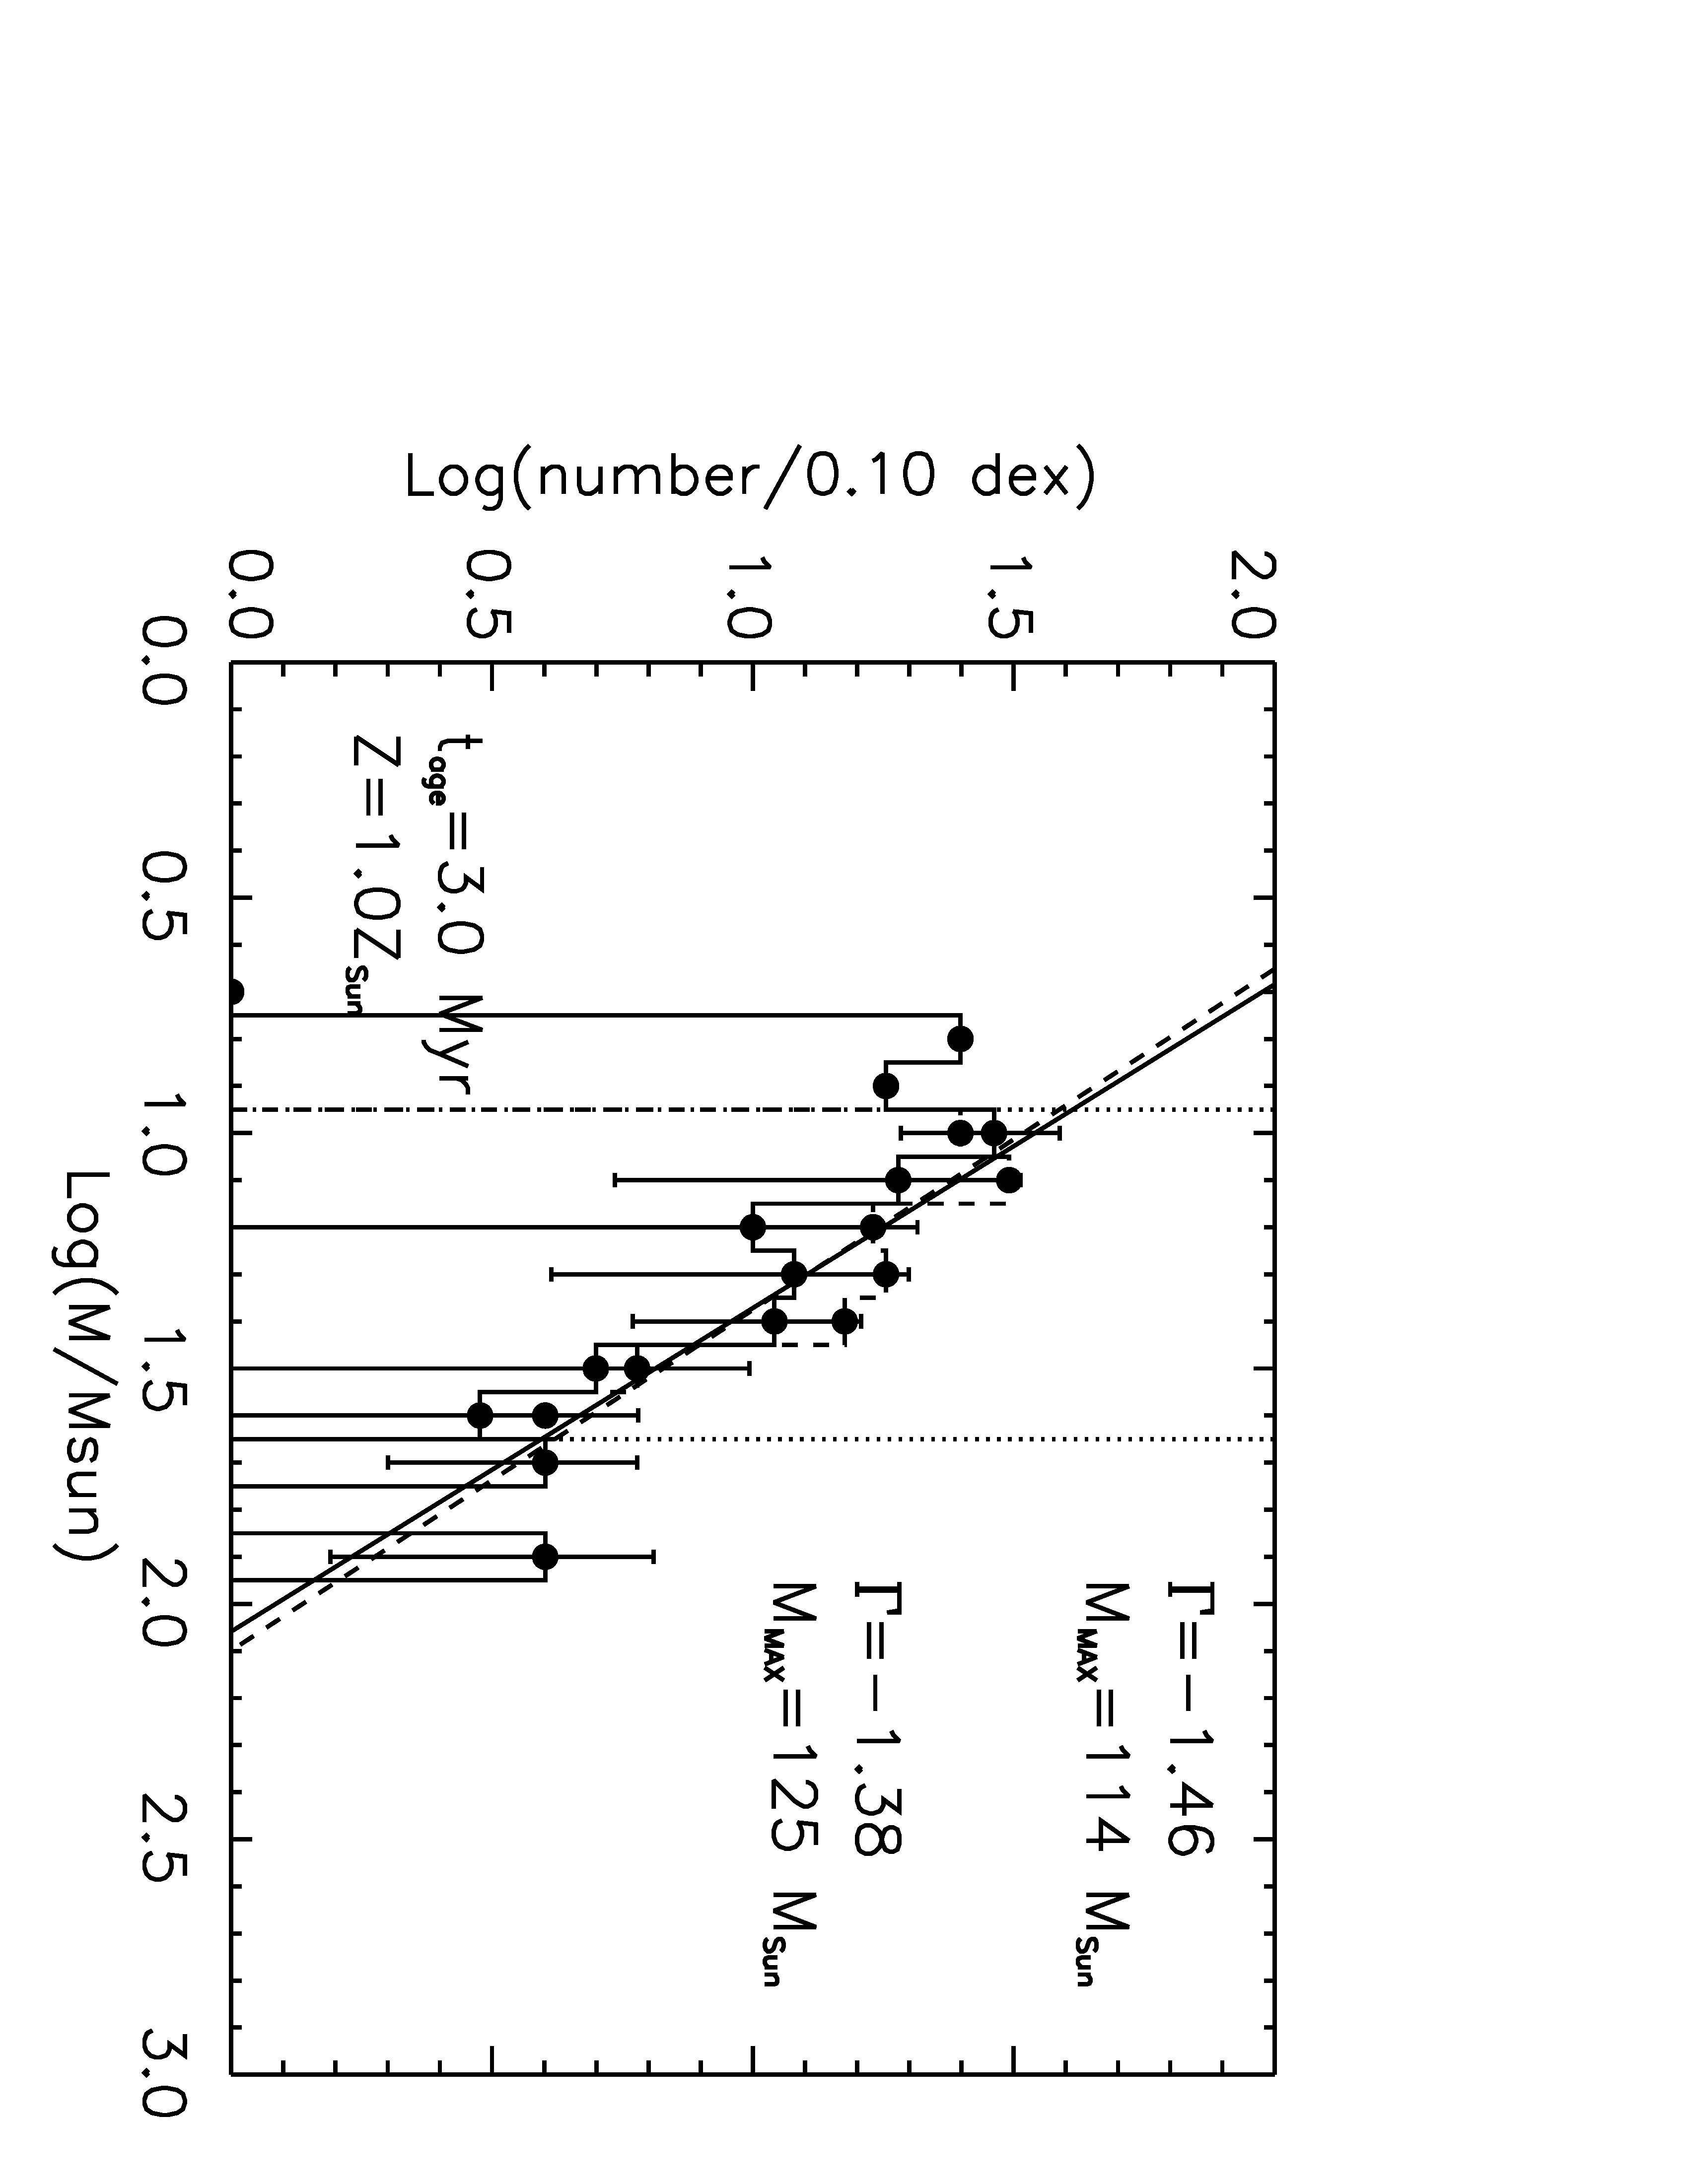 Γ=-1.46
M_MAX=114 M_Sun
Γ=-1.38
M_MAX=125 M_Sun
t_age=3.0 Myr
Z=1.0Z_Sun
Log(number/0.10 dex)
2.0
1.5
1.0
0.5
0.0
0.0 0.5 1.0 1.5 2.0 2.5 3.0
Log(M/Msun)